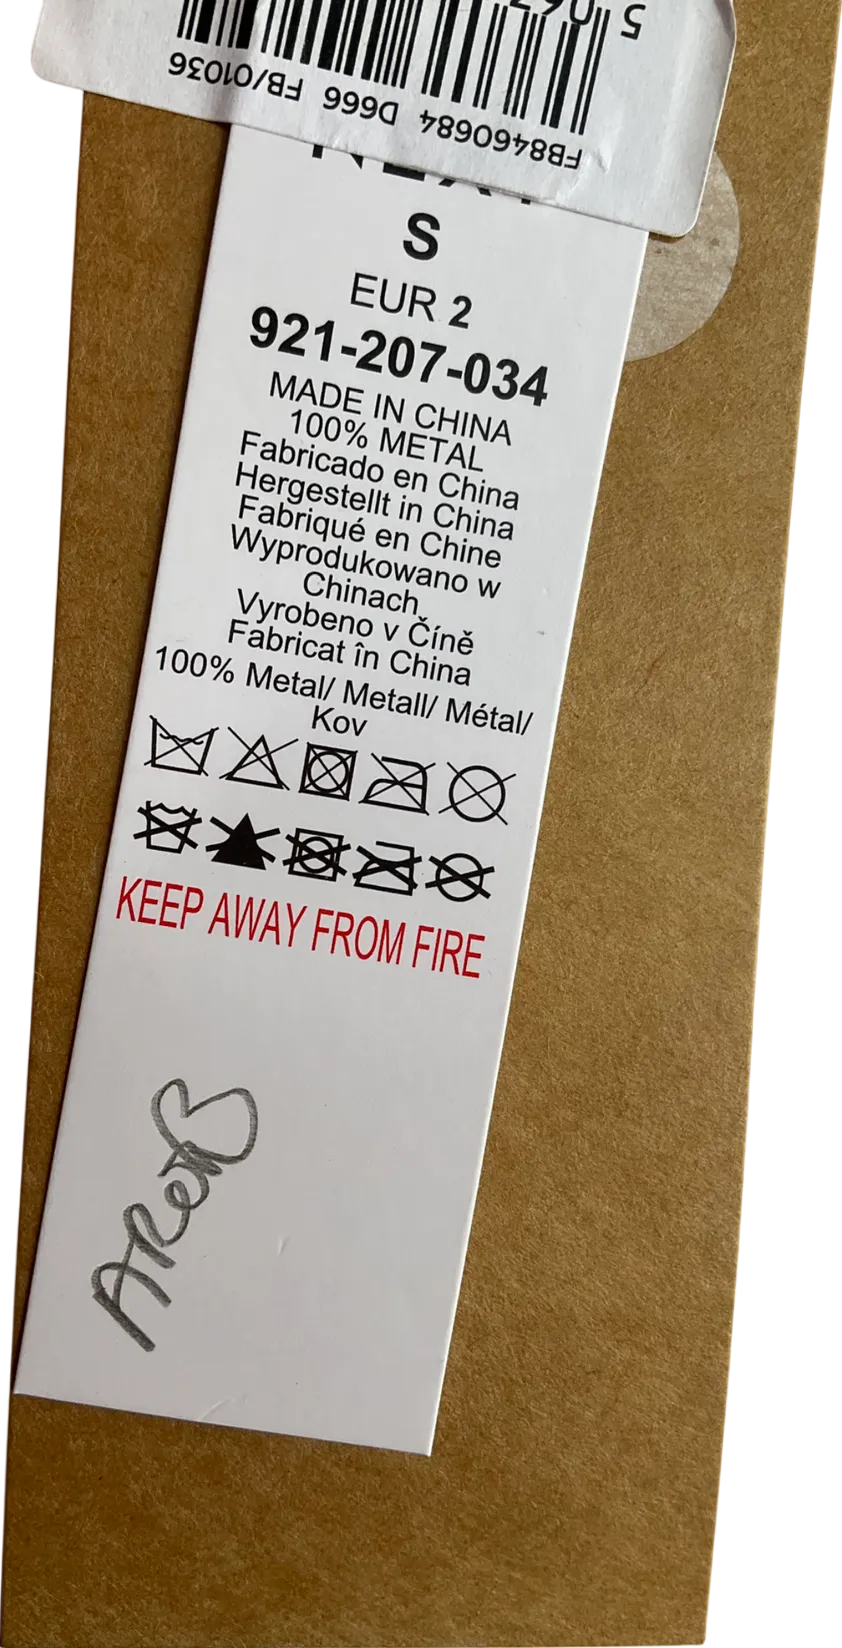 FB8460684 D666 FB/01036
NEXT
S
EUR 2
921-207-034
MADE IN CHINA
100% METAL
Fabricado en China
Hergestellt in China
Fabriqué en Chine
Wyprodukowano w
Chinach
Vyrobeno v Číně
Fabricat în China
100% Metal/ Metall/ Métal/
Kov
KEEP AWAY FROM FIRE